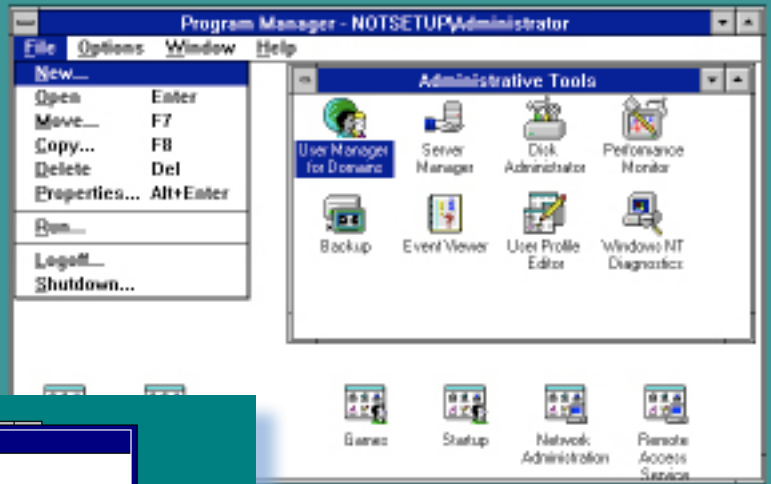 Program Manager - NOTSETUP\Administrator
File Options Window Help
New...
Open Enter
Move... F7
Copy... F8
Delete Del
Properties... Alt+Enter
Run...
Logoff...
Shutdown...
Administrative Tools
User Manager for Domains
Server Manager
Disk Administrator
Performance Monitor
Backup
Event Viewer
User Profile Editor
Windows NT Diagnostics
Games
Startup
Network Administration
Remote Access Service